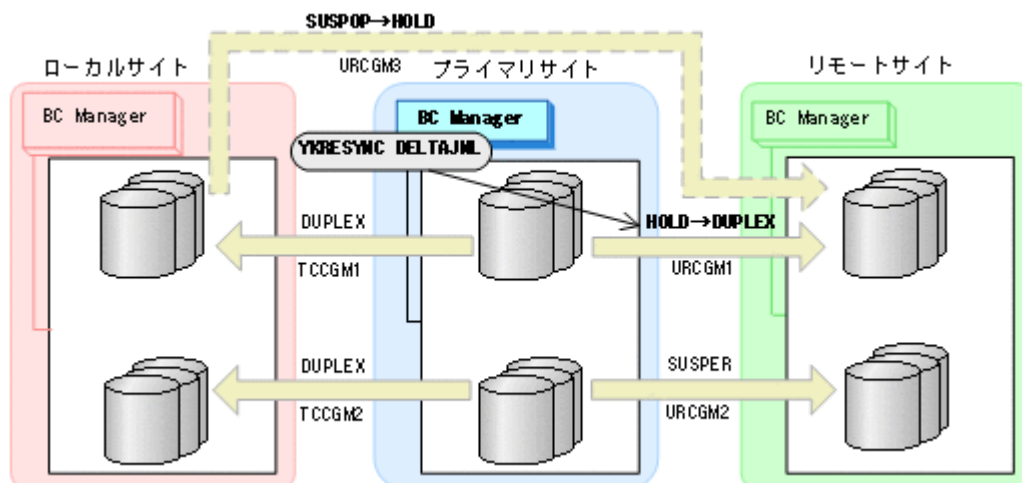 SUSPOP→HOLD
URCGM3
ローカルサイト
プライマリサイト
リモートサイト
BC Manager
BC Manager
BC Manager
YKRESYNC DELTAJNL
DUPLEX
HOLD→DUPLEX
TCCGM1
URCGM1
DUPLEX
SUSPER
TCCGM2
URCGM2